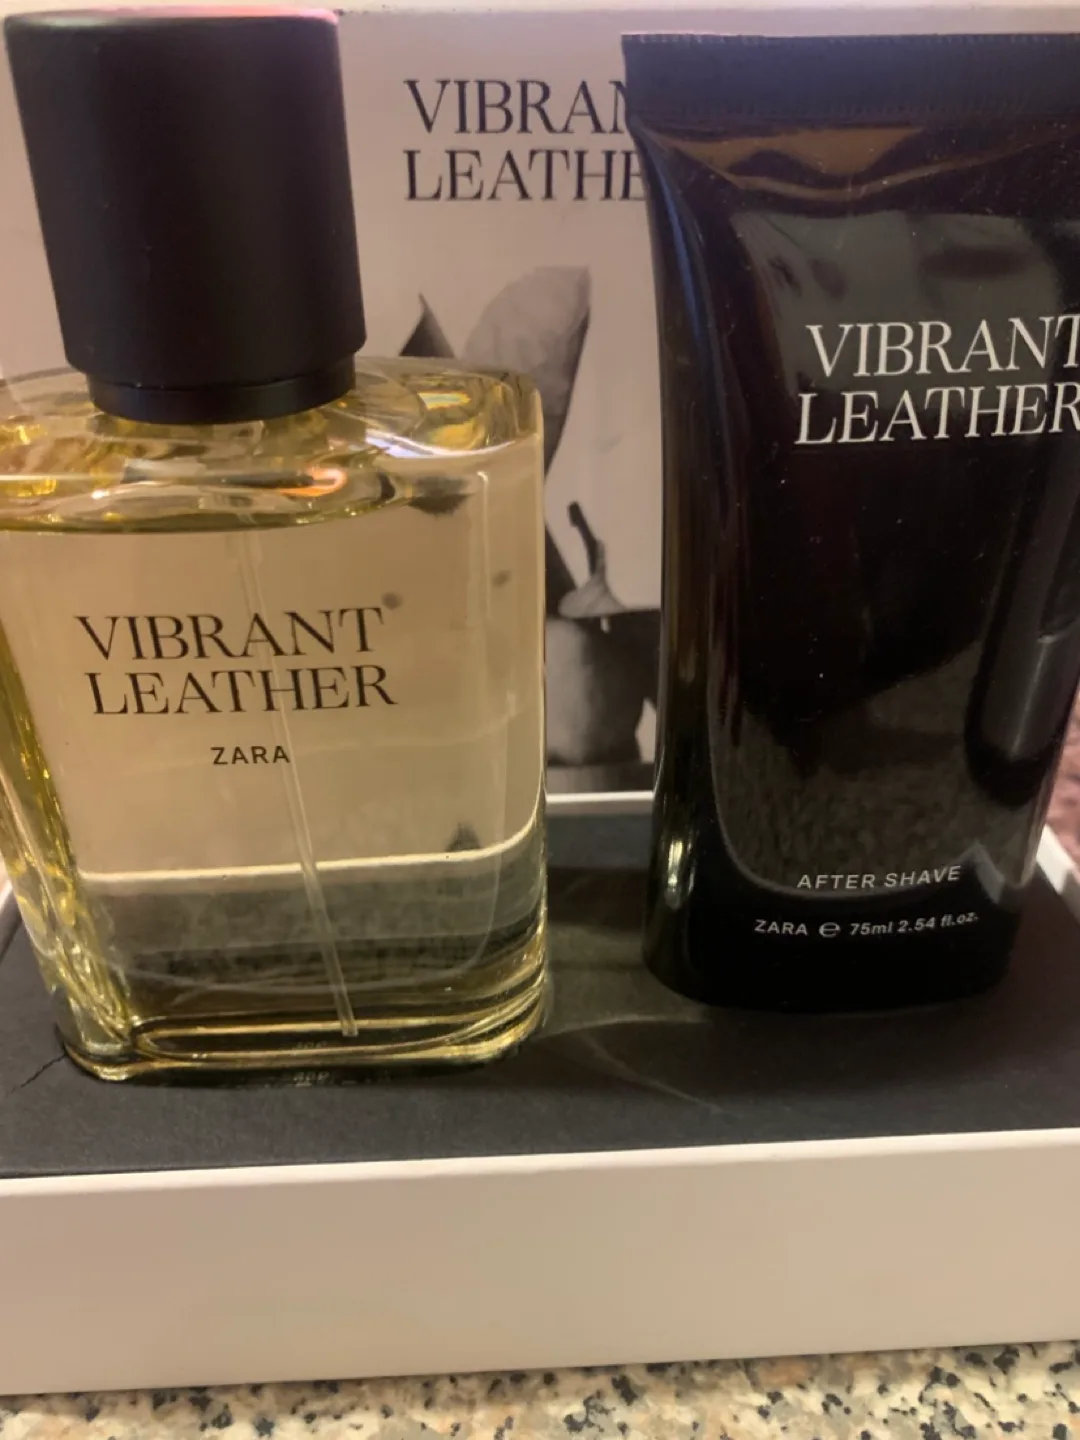 VIBRAN
LEATHE
VIBRANT
LEATHER
ZARA
VIBRANT
LEATHER
AFTER SHAVE
ZARA ℮ 75ml 2.54 fl.oz.